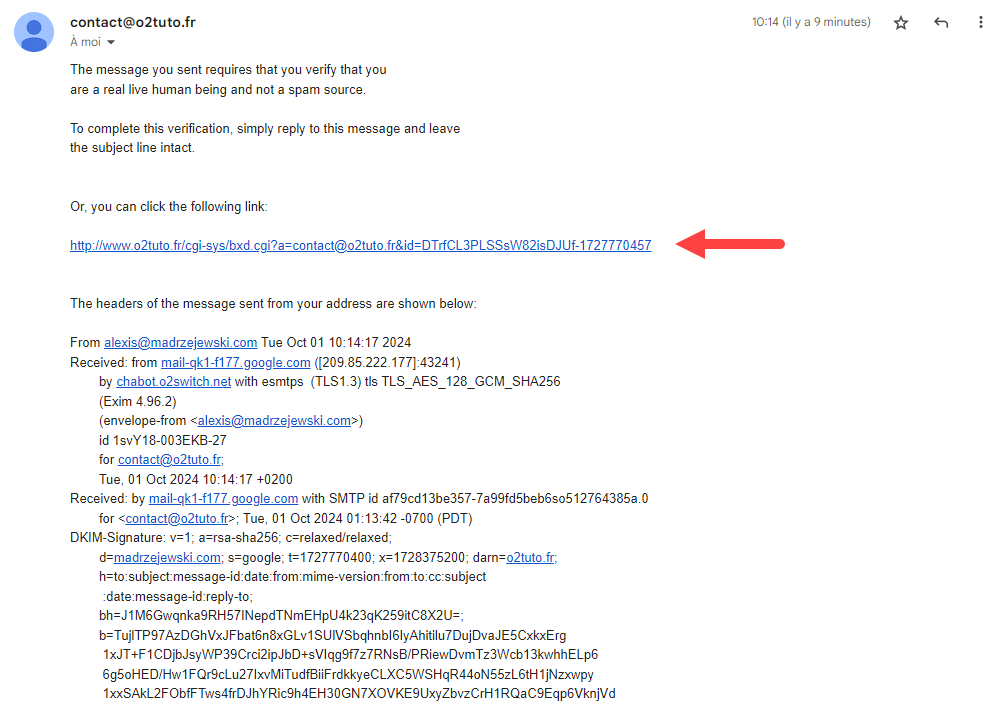 contact@o2tuto.fr
10:14 (il y a 9 minutes)
À moi
The message you sent requires that you verify that you
are a real live human being and not a spam source.
To complete this verification, simply reply to this message and leave
the subject line intact.
Or, you can click the following link:
http://www.o2tuto.fr/cgi-sys/bxd.cgi?a=contact@o2tuto.fr&id=DTrfCL3PLSSsW82isDJUf-1727770457
The headers of the message sent from your address are shown below:
From alexis@madrzejewski.com Tue Oct 01 10:14:17 2024
Received: from mail-qk1-f177.google.com ([209.85.222.177]:43241)
by chabot.o2switch.net with esmtps  (TLS1.3) tls TLS_AES_128_GCM_SHA256
(Exim 4.96.2)
(envelope-from <alexis@madrzejewski.com>)
id 1svY18-003EKB-27
for contact@o2tuto.fr;
Tue, 01 Oct 2024 10:14:17 +0200
Received: by mail-qk1-f177.google.com with SMTP id af79cd13be357-7a99fd5beb6so512764385a.0
for <contact@o2tuto.fr>; Tue, 01 Oct 2024 01:13:42 -0700 (PDT)
DKIM-Signature: v=1; a=rsa-sha256; c=relaxed/relaxed;
d=madrzejewski.com; s=google; t=1727770400; x=1728375200; darn=o2tuto.fr;
h=to:subject:message-id:date:from:mime-version:from:to:cc:subject
:date:message-id:reply-to;
bh=J1M6Gwqnka9RH57INepdTNmEHpU4k23qK259itC8X2U=;
b=TujlTP97AzDGhVxJFbat6n8xGLv1SUIVSbqhnbI6IyAhitilu7DujDvaJE5CxkxErg
1xJT+F1CDjbJsyWP39Crci2ipJbD+sVIqg9f7z7RNsB/PRiewDvmTz3Wcb13kwhhELp6
6g5oHED/Hw1FQr9cLu27IxvMiTudfBiiFrdkkyeCLXC5WSHqR44oN55zL6tH1jNzxwpy
1xxSAkL2FObfFTws4frDJhYRic9h4EH30GN7XOVKE9UxyZbvzCrH1RQaC9Eqp6VknjVd